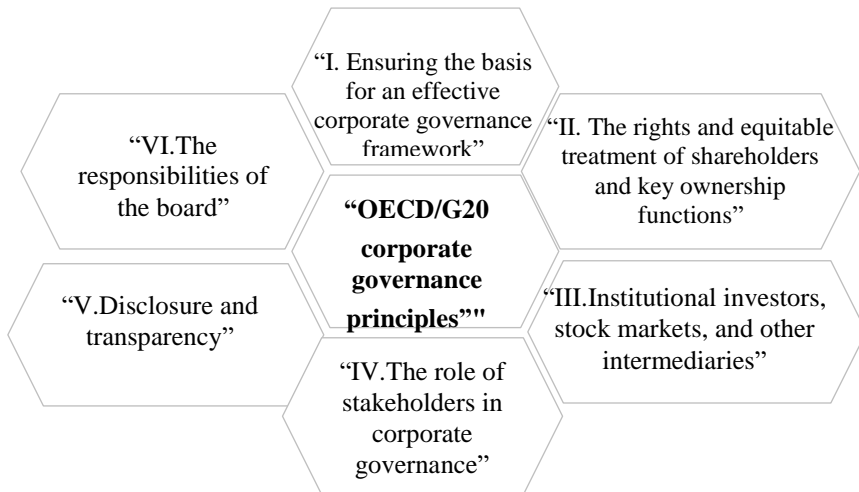 “I. Ensuring the basis
for an effective
corporate governance
framework”
“II. The rights and equitable
treatment of shareholders
and key ownership
functions”
“III.Institutional investors,
stock markets, and other
intermediaries”
“IV.The role of
stakeholders in
corporate
governance”
“V.Disclosure and
transparency”
“VI.The
responsibilities of
the board”
“OECD/G20
corporate
governance
principles”"